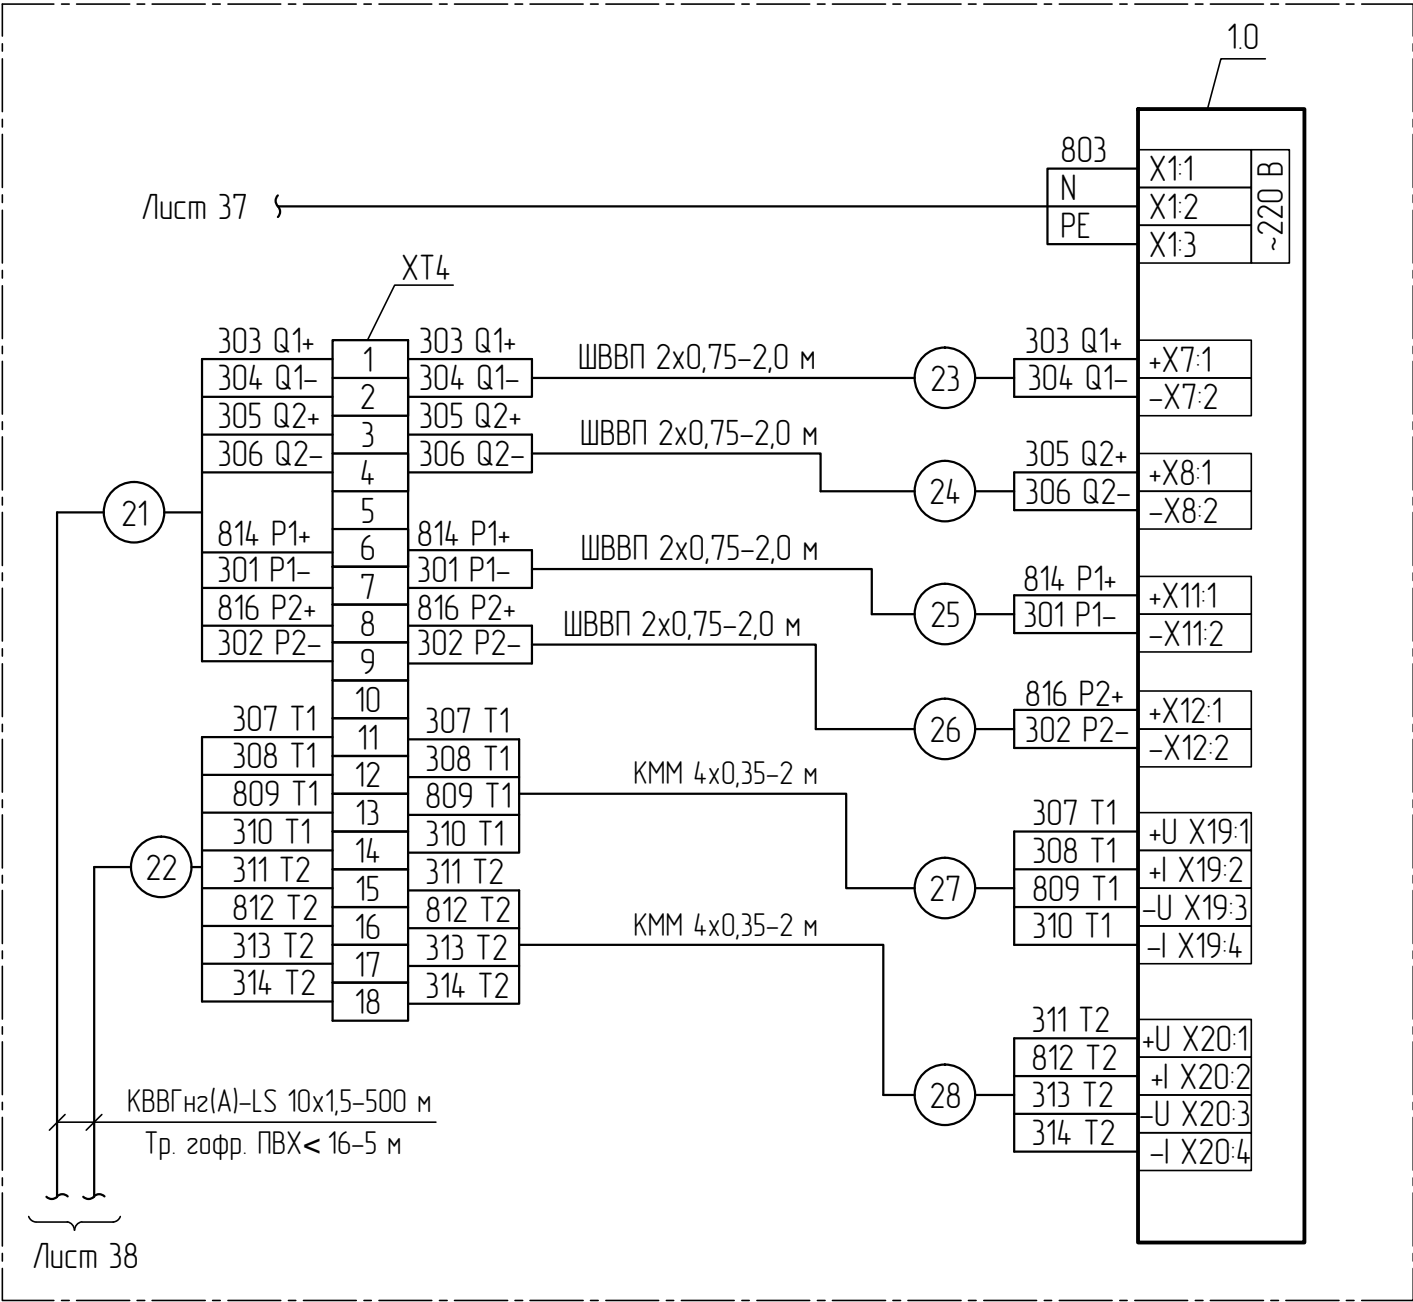 1.0
803
N
PE
X1:1
X1:2
X1:3
~220 В
Лист 37
XT4
303 Q1+
304 Q1–
305 Q2+
306 Q2–
814 P1+
301 P1–
816 P2+
302 P2–
307 T1
308 T1
809 T1
310 T1
311 T2
812 T2
313 T2
314 T2
1
2
3
4
5
6
7
8
9
10
11
12
13
14
15
16
17
18
303 Q1+
304 Q1–
305 Q2+
306 Q2–
814 P1+
301 P1–
816 P2+
302 P2–
307 T1
308 T1
809 T1
310 T1
311 T2
812 T2
313 T2
314 T2
ШВВП 2х0,75–2,0 м
ШВВП 2х0,75–2,0 м
ШВВП 2х0,75–2,0 м
ШВВП 2х0,75–2,0 м
КММ 4х0,35–2 м
КММ 4х0,35–2 м
21
22
23
24
25
26
27
28
303 Q1+
304 Q1–
305 Q2+
306 Q2–
814 P1+
301 P1–
816 P2+
302 P2–
307 T1
308 T1
809 T1
310 T1
311 T2
812 T2
313 T2
314 T2
+X7:1
–X7:2
+X8:1
–X8:2
+X11:1
–X11:2
+X12:1
–X12:2
+U X19:1
+I X19:2
–U X19:3
–I X19:4
+U X20:1
+I X20:2
–U X20:3
–I X20:4
КВВГнг(А)–LS 10х1,5–500 м
Тр. гофр. ПВХ< 16–5 м
Лист 38